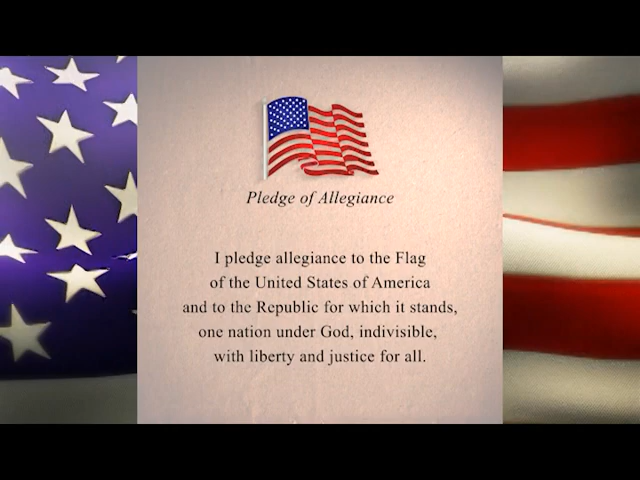 Pledge of Allegiance
I pledge allegiance to the Flag
of the United States of America
and to the Republic for which it stands,
one nation under God, indivisible,
with liberty and justice for all.